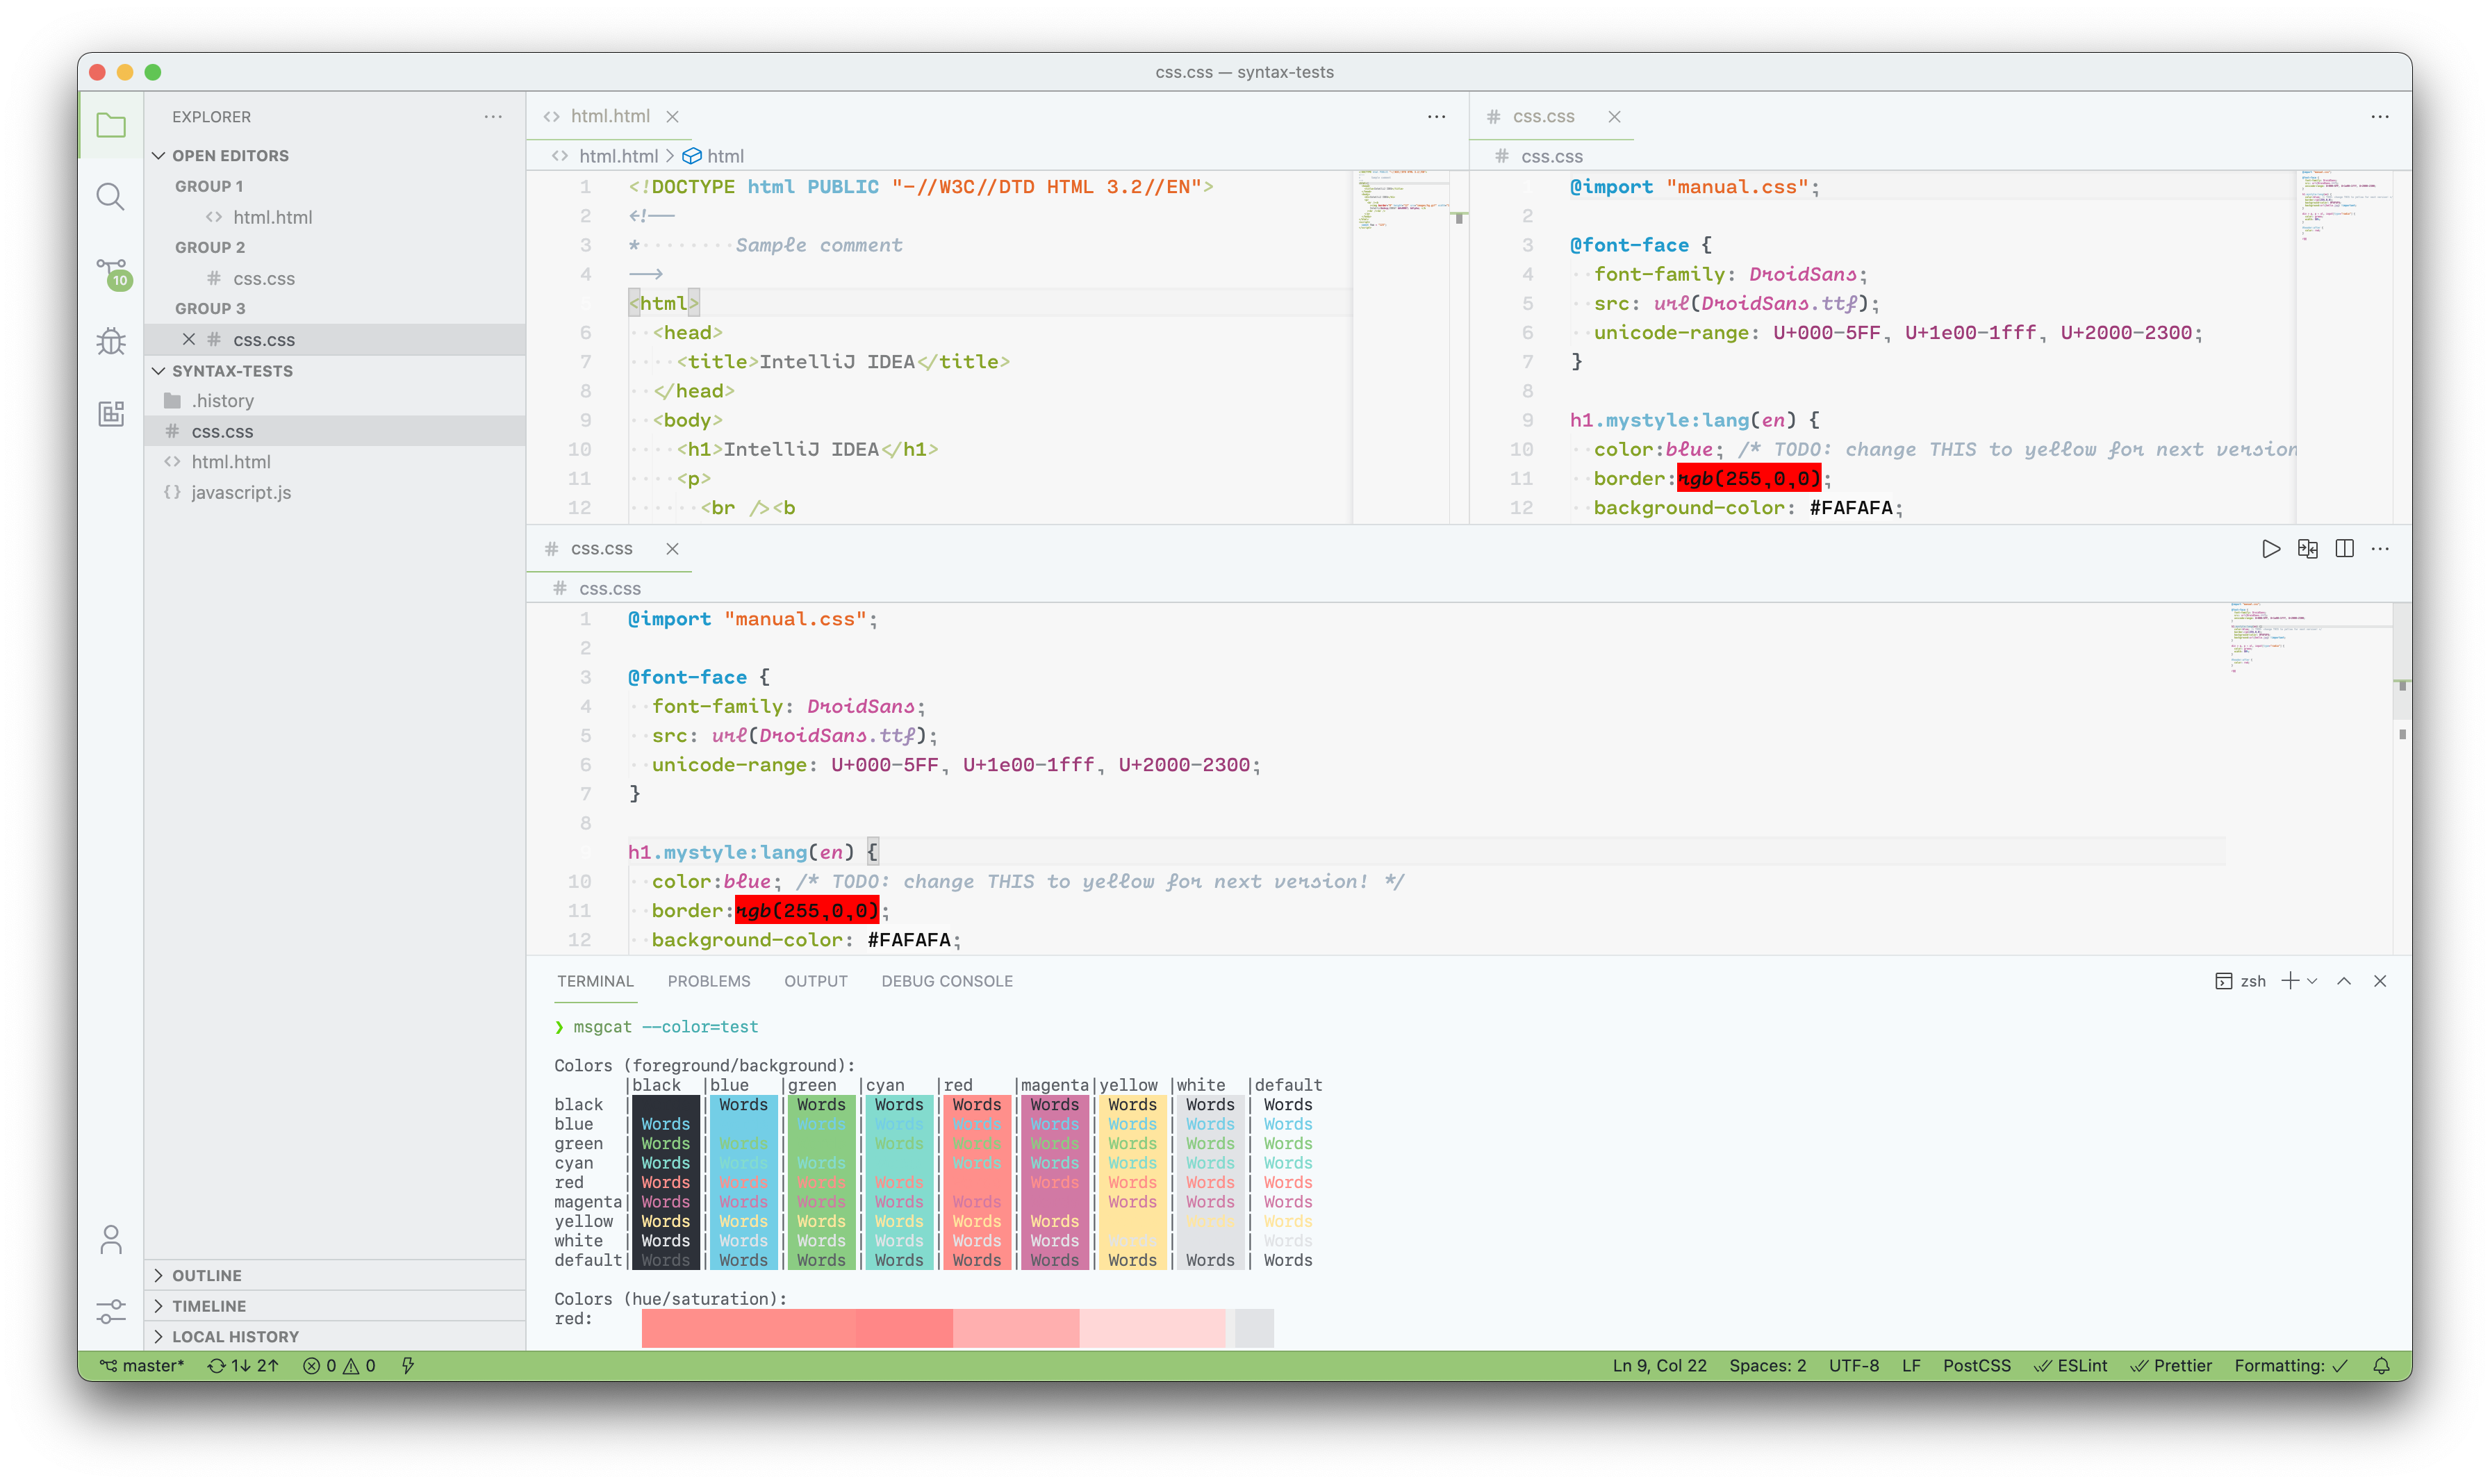 css.css — syntax-tests
EXPLORER
OPEN EDITORS
GROUP 1
html.html
GROUP 2
css.css
GROUP 3
css.css
SYNTAX-TESTS
.history
css.css
html.html
javascript.js
OUTLINE
TIMELINE
LOCAL HISTORY
10
html.html
html.html > html
1 <!DOCTYPE html PUBLIC "-//W3C//DTD HTML 3.2//EN">
2 <!--
3 * Sample comment
4 -->
5 <html>
6 <head>
7 <title>IntelliJ IDEA</title>
8 </head>
9 <body>
10 <h1>IntelliJ IDEA</h1>
11 <p>
12 <br /><b
css.css
css.css
@import "manual.css";
2
3 @font-face {
4 font-family: DroidSans;
5 src: url(DroidSans.ttf);
6 unicode-range: U+000-5FF, U+1e00-1fff, U+2000-2300;
7 }
8
9 h1.mystyle:lang(en) {
10 color:blue; /* TODO: change THIS to yellow for next version
11 border:rgb(255,0,0);
12 background-color: #FAFAFA;
css.css
css.css
1 @import "manual.css";
2
3 @font-face {
4 font-family: DroidSans;
5 src: url(DroidSans.ttf);
6 unicode-range: U+000-5FF, U+1e00-1fff, U+2000-2300;
7 }
8
h1.mystyle:lang(en) {
10 color:blue; /* TODO: change THIS to yellow for next version! */
11 border:rgb(255,0,0);
12 background-color: #FAFAFA;
TERMINAL PROBLEMS OUTPUT DEBUG CONSOLE
zsh
❯ msgcat --color=test
Colors (foreground/background):
|black |blue |green |cyan |red |magenta|yellow |white |default
black | | Words | Words | Words | Words | Words | Words | Words | Words
blue | Words | | Words | Words | Words | Words | Words | Words | Words
green | Words | Words | | Words | Words | Words | Words | Words | Words
cyan | Words | Words | Words | | Words | Words | Words | Words | Words
red | Words | Words | Words | Words | | Words | Words | Words | Words
magenta| Words | Words | Words | Words | Words | | Words | Words | Words
yellow | Words | Words | Words | Words | Words | Words | | Words | Words
white | Words | Words | Words | Words | Words | Words | Words | | Words
default| Words | Words | Words | Words | Words | Words | Words | Words | Words
Colors (hue/saturation):
red:
master* 1↓ 2↑ 0 0
Ln 9, Col 22 Spaces: 2 UTF-8 LF PostCSS ESLint Prettier Formatting: